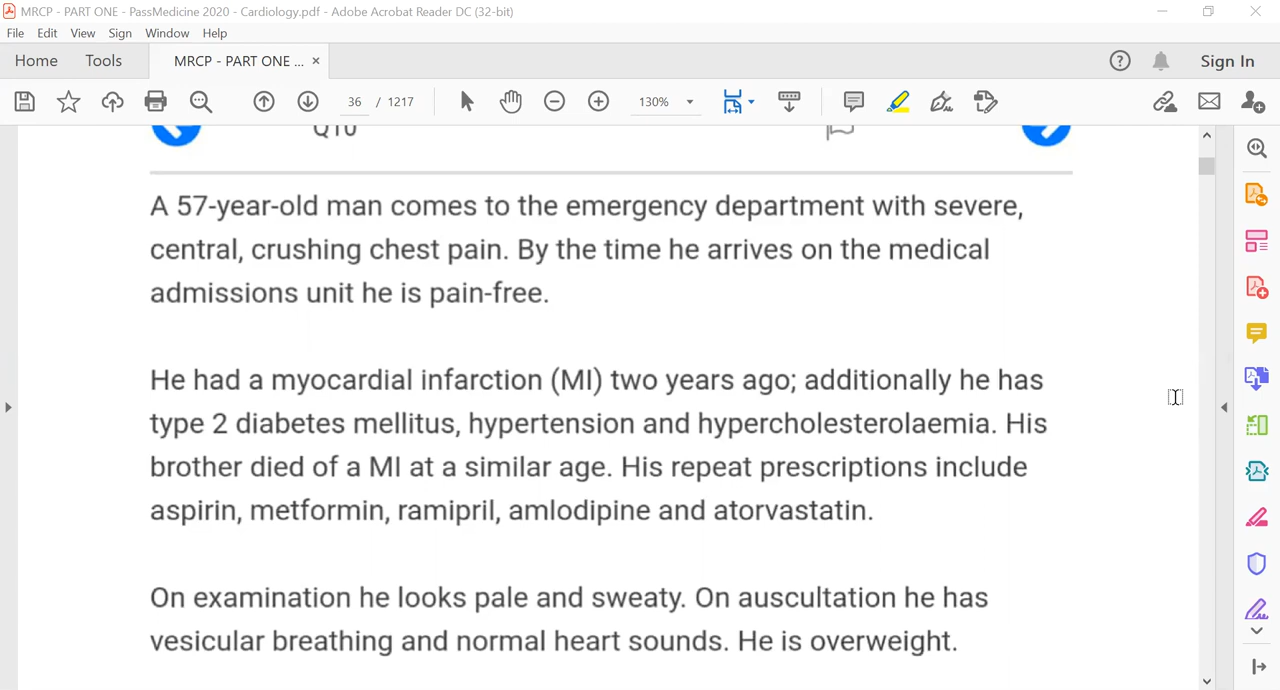 MRCP - PART ONE - PassMedicine 2020 - Cardiology.pdf - Adobe Acrobat Reader DC (32-bit)
File Edit View Sign Window Help
Home Tools MRCP - PART ONE ... × Sign In
36 / 1217 130%
Q10
A 57-year-old man comes to the emergency department with severe,
central, crushing chest pain. By the time he arrives on the medical
admissions unit he is pain-free.
He had a myocardial infarction (MI) two years ago; additionally he has
type 2 diabetes mellitus, hypertension and hypercholesterolaemia. His
brother died of a MI at a similar age. His repeat prescriptions include
aspirin, metformin, ramipril, amlodipine and atorvastatin.
On examination he looks pale and sweaty. On auscultation he has
vesicular breathing and normal heart sounds. He is overweight.